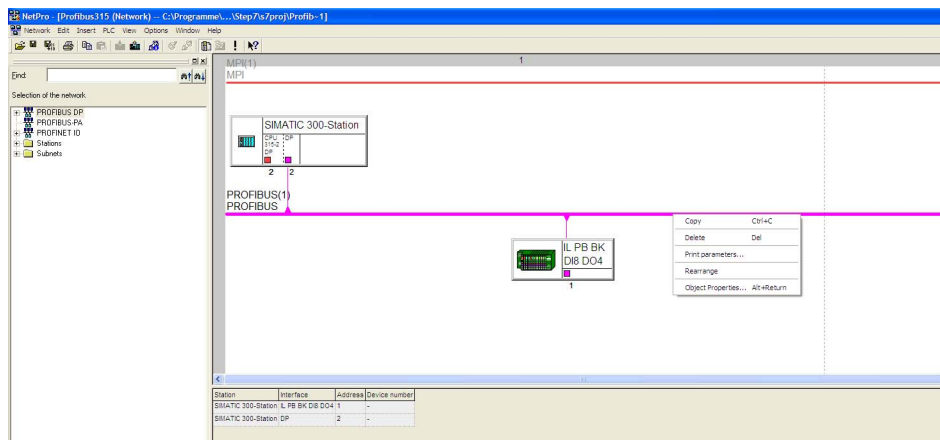 NetPro - [Profibus315 (Network) -- C:\Programme\...\Step7\s7proj\Profib~1]
Network Edit Insert PLC View Options Window Help
Find:
Selection of the network
PROFIBUS DP
PROFIBUS-PA
PROFINET IO
Stations
Subnets
1
MPI(1)
MPI
SIMATIC 300-Station
CPU DP
315-2
DP
2 2
PROFIBUS(1)
PROFIBUS
IL PB BK
DI8 DO4
1
Copy Ctrl+C
Delete Del
Print parameters...
Rearrange
Object Properties... Alt+Return
Station Interface Address Device number
SIMATIC 300-Station IL PB BK DI8 DO4 1 -
SIMATIC 300-Station DP 2 -